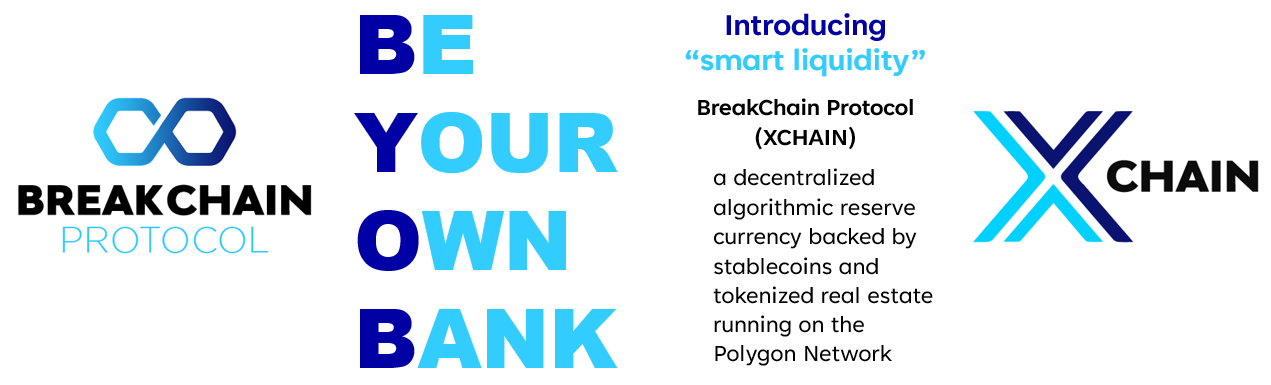 BREAKCHAIN
PROTOCOL
BE
YOUR
OWN
BANK
Introducing
“smart liquidity”
BreakChain Protocol
(XCHAIN)
a decentralized
algorithmic reserve
currency backed by
stablecoins and
tokenized real estate
running on the
Polygon Network
X CHAIN